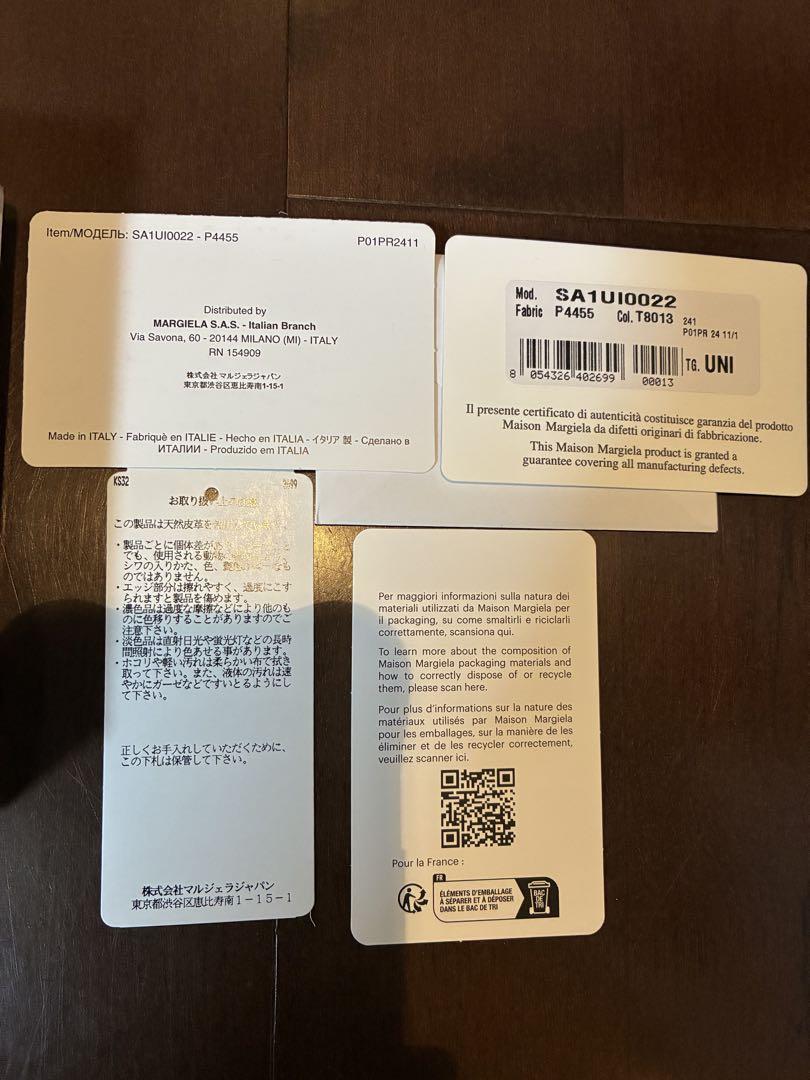 Item/МОДЕЛЬ: SA1UI0022 - P4455
P01PR2411
Distributed by
MARGIELA S.A.S. - Italian Branch
Via Savona, 60 - 20144 MILANO (MI) - ITALY
RN 154909
株式会社マルジェラジャパン
東京都渋谷区恵比寿南1-15-1
Made in ITALY - Fabriqué en ITALIE - Hecho en ITALIA - イタリア 製 - Сделано в
ИТАЛИИ - Produzido em ITALIA
Mod. SA1UI0022
Fabric P4455 Col. T8013 241
P01PR 24 11/1
8 054326 402699 00013
TG. UNI
Il presente certificato di autenticità costituisce garanzia del prodotto
Maison Margiela da difetti originari di fabbricazione.
This Maison Margiela product is granted a
guarantee covering all manufacturing defects.
KS32
お取り扱い上の
この製品は天然皮革を
・製品ごとに個体差が
でも、使用される動物
シワの入りかた、色、
ものではありません。
・エッジ部分は擦れやすく、過度にこす
られますと製品を傷めます。
・濃色品は過度な摩擦などにより他のも
のに色移りすることがありますのでご
注意下さい。
・淡色品は直射日光や蛍光灯などの長時
間照射により色あせる事があります。
・ホコリや軽い汚れは柔らかい布で拭き
取って下さい。また、液体の汚れは速
やかにガーゼなどですいとるようにし
て下さい。
正しくお手入れしていただくために、
この下札は保管して下さい。
株式会社マルジェラジャパン
東京都渋谷区恵比寿南1-15-1
Per maggiori informazioni sulla natura dei
materiali utilizzati da Maison Margiela per
il packaging, su come smaltirli e riciclarli
correttamente, scansiona qui.
To learn more about the composition of
Maison Margiela packaging materials and
how to correctly dispose of or recycle
them, please scan here.
Pour plus d'informations sur la nature des
matériaux utilisés par Maison Margiela
pour les emballages, sur la manière de les
éliminer et de les recycler correctement,
veuillez scanner ici.
Pour la France :
FR
ÉLÉMENTS D'EMBALLAGE
À SÉPARER ET À DÉPOSER
DANS LE BAC DE TRI
BAC
DE
TRI